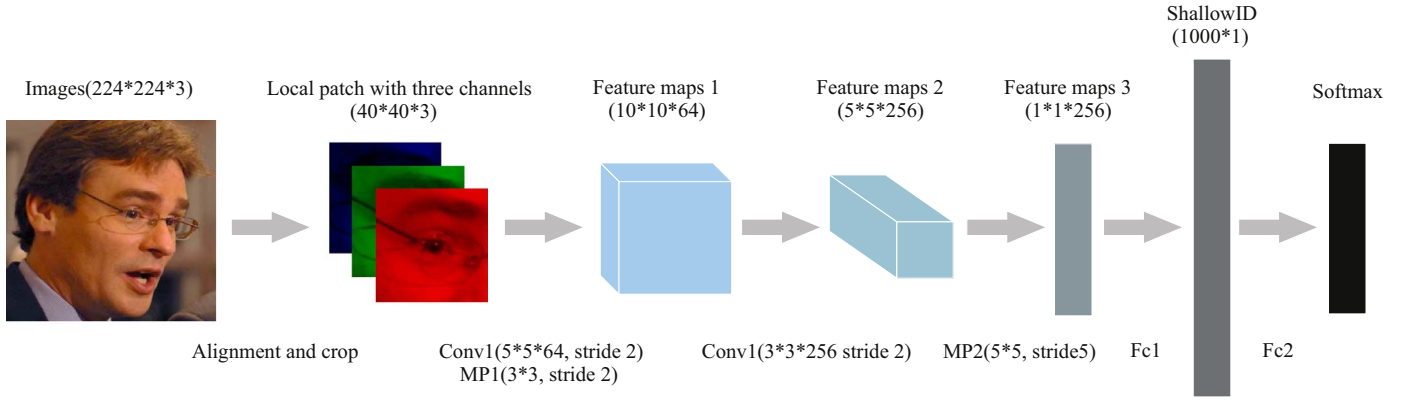 ShallowID
(1000*1)
Images(224*224*3)
Local patch with three channels
(40*40*3)
Feature maps 1
(10*10*64)
Feature maps 2
(5*5*256)
Feature maps 3
(1*1*256)
Softmax
Alignment and crop
Conv1(5*5*64, stride 2)
MP1(3*3, stride 2)
Conv1(3*3*256 stride 2)
MP2(5*5, stride5)
Fc1
Fc2